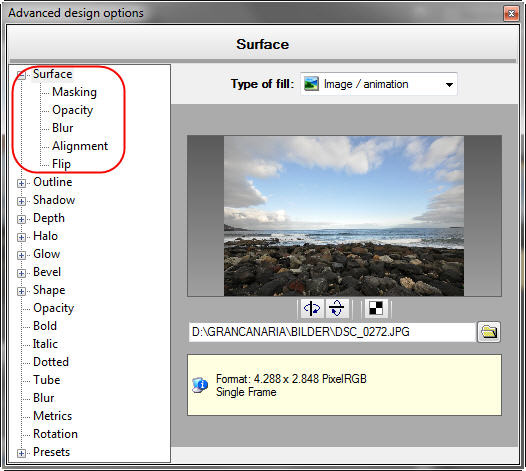 Advanced design options
Surface
Surface
Masking
Opacity
Blur
Alignment
Flip
Outline
Shadow
Depth
Halo
Glow
Bevel
Shape
Opacity
Bold
Italic
Dotted
Tube
Blur
Metrics
Rotation
Presets
Type of fill: Image / animation
D:\GRANCANARIA\BILDER\DSC_0272.JPG
Format: 4.288 x 2.848 PixelRGB
Single Frame